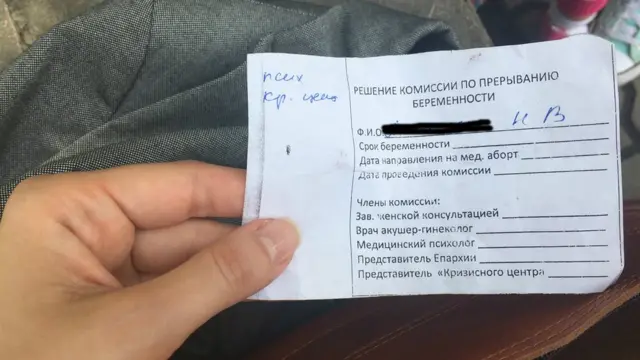 псих
кр. центр
РЕШЕНИЕ КОМИССИИ ПО ПРЕРЫВАНИЮ
БЕРЕМЕННОСТИ
Ф.И.О Н В
Срок беременности
Дата направления на мед. аборт
Дата проведения комиссии
Члены комиссии:
Зав. женской консультацией
Врач акушер-гинеколог
Медицинский психолог
Представитель Епархии
Представитель «Кризисного центра